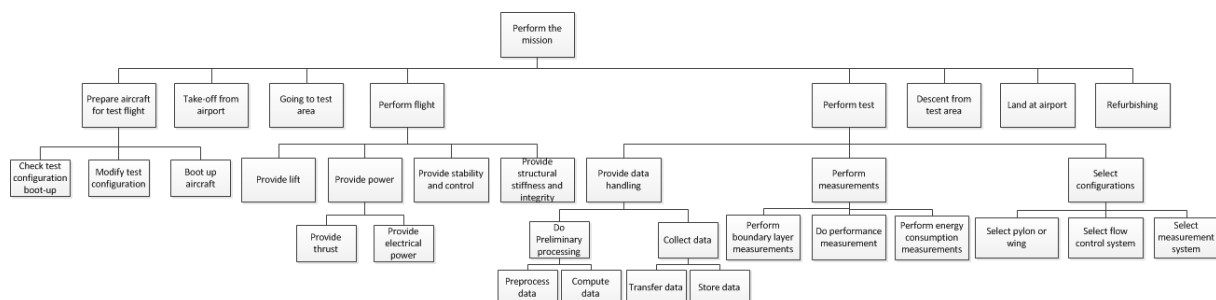 Perform the
mission
Prepare aircraft
for test flight
Take-off from
airport
Going to test
area
Perform flight
Perform test
Descent from
test area
Land at airport
Refurbishing
Check test
configuration
boot-up
Modify test
configuration
Boot up
aircraft
Provide lift
Provide power
Provide stability
and control
Provide
structural
stiffness and
integrity
Provide data
handling
Perform
measurements
Select
configurations
Provide
thrust
Provide
electrical
power
Do
Preliminary
processing
Collect data
Perform
boundary layer
measurements
Do performance
measurement
Perform energy
consumption
measurements
Select pylon or
wing
Select flow
control system
Select
measurement
system
Preprocess
data
Compute
data
Transfer data
Store data